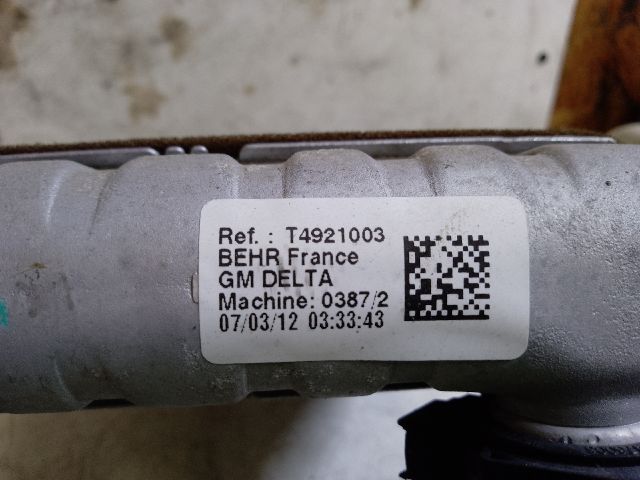 Ref. : T4921003
BEHR France
GM DELTA
Machine: 0387/2
07/03/12 03:33:43